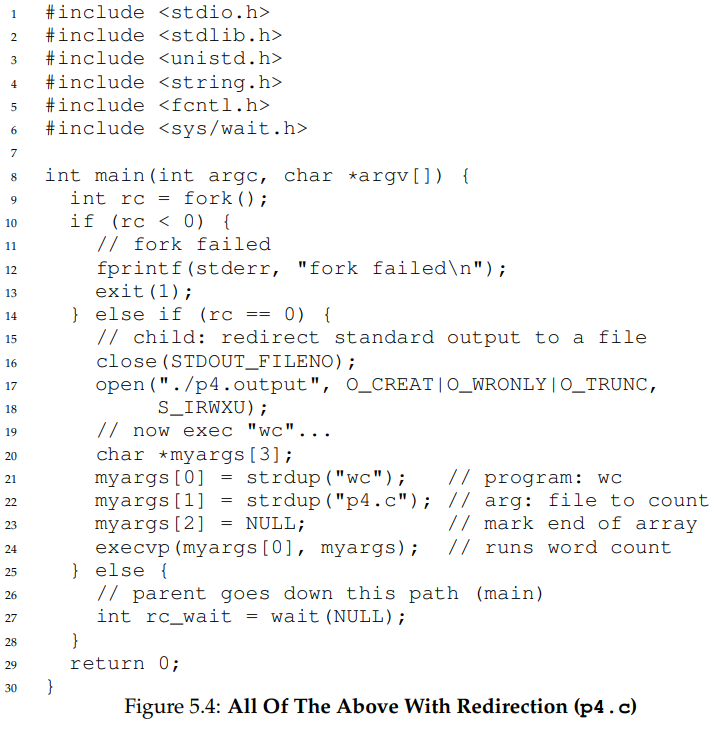 1 #include <stdio.h>
2 #include <stdlib.h>
3 #include <unistd.h>
4 #include <string.h>
5 #include <fcntl.h>
6 #include <sys/wait.h>
7
8 int main(int argc, char *argv[]) {
9   int rc = fork();
10   if (rc < 0) {
11     // fork failed
12     fprintf(stderr, "fork failed\n");
13     exit(1);
14   } else if (rc == 0) {
15     // child: redirect standard output to a file
16     close(STDOUT_FILENO);
17     open("./p4.output", O_CREAT|O_WRONLY|O_TRUNC,
18          S_IRWXU);
19     // now exec "wc"...
20     char *myargs[3];
21     myargs[0] = strdup("wc");   // program: wc
22     myargs[1] = strdup("p4.c"); // arg: file to count
23     myargs[2] = NULL;           // mark end of array
24     execvp(myargs[0], myargs);  // runs word count
25   } else {
26     // parent goes down this path (main)
27     int rc_wait = wait(NULL);
28   }
29   return 0;
30 }
Figure 5.4: All Of The Above With Redirection (p4.c)